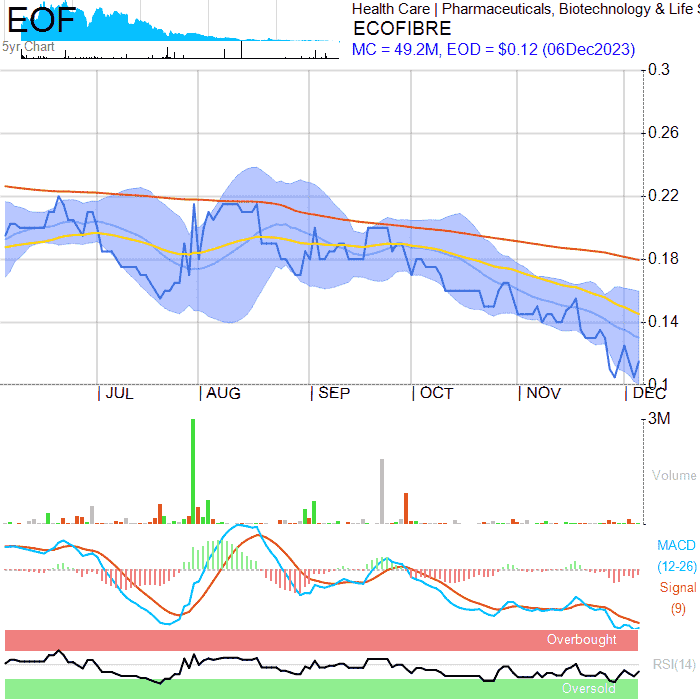 EOF
5yr Chart
Health Care | Pharmaceuticals, Biotechnology & Life S
ECOFIBRE
MC = 49.2M, EOD = $0.12 (06Dec2023)
0.3
0.26
0.22
0.18
0.14
0.1
JUL AUG SEP OCT NOV DEC
3M
Volume
MACD
(12-26)
Signal
(9)
Overbought
RSI(14)
Oversold